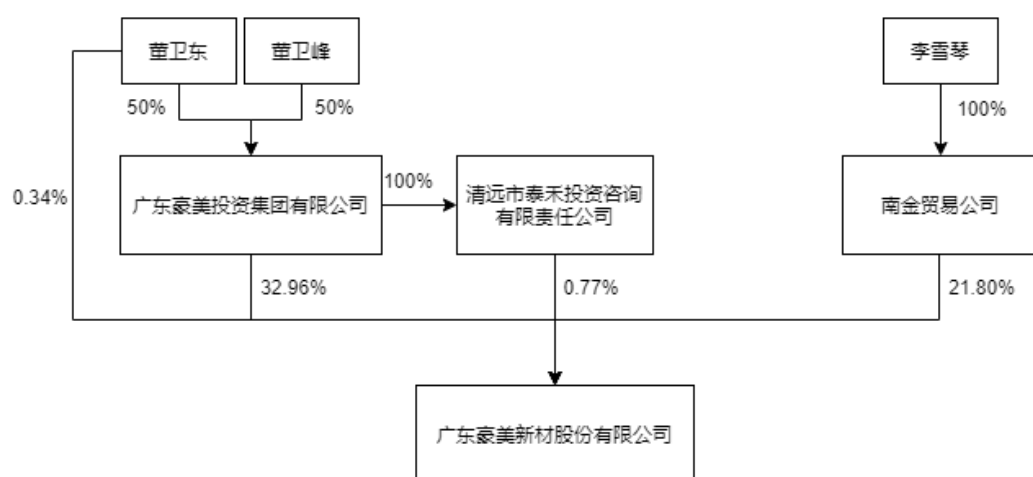 董卫东
董卫峰
李雪琴
50%
50%
100%
广东豪美投资集团有限公司
100%
清远市泰禾投资咨询
有限责任公司
南金贸易公司
0.34%
32.96%
0.77%
21.80%
广东豪美新材股份有限公司